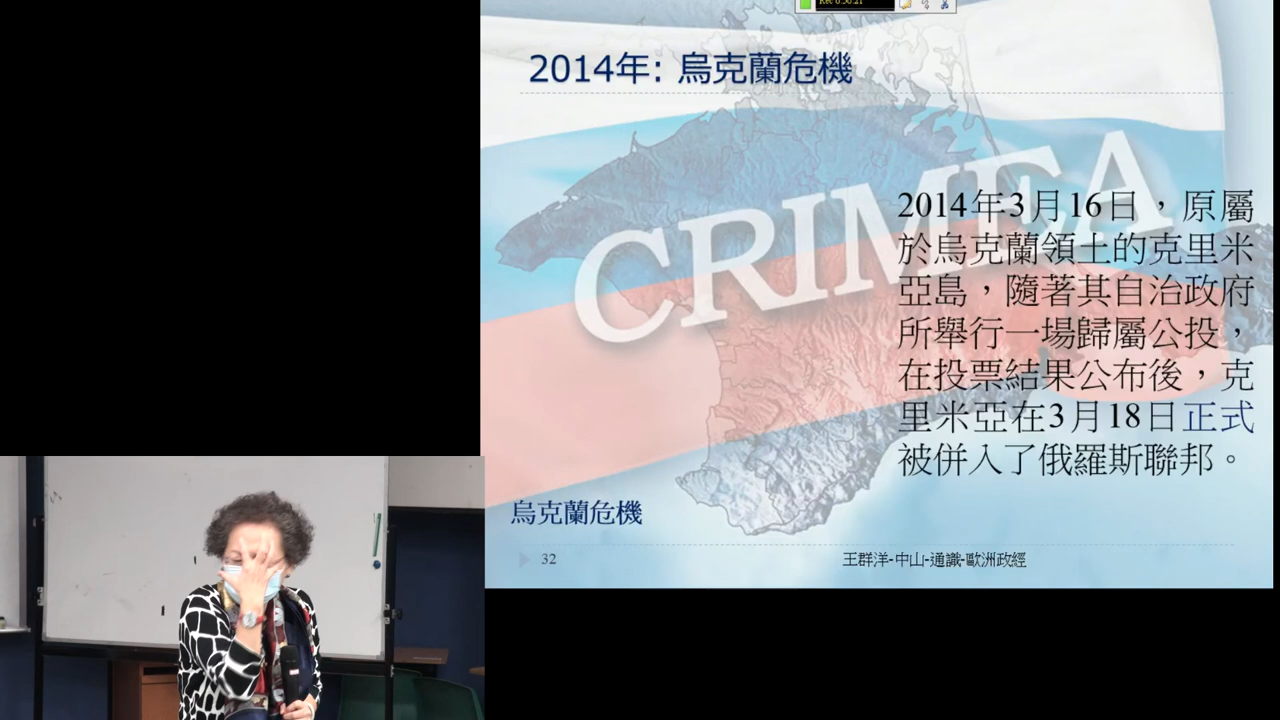 2014年: 烏克蘭危機
CRIMEA
2014年3月16日，原屬
於烏克蘭領土的克里米
亞島，隨著其自治政府
所舉行一場歸屬公投，
在投票結果公布後，克
里米亞在3月18日正式
被併入了俄羅斯聯邦。
烏克蘭危機
32
王群洋-中山-通識-歐洲政經